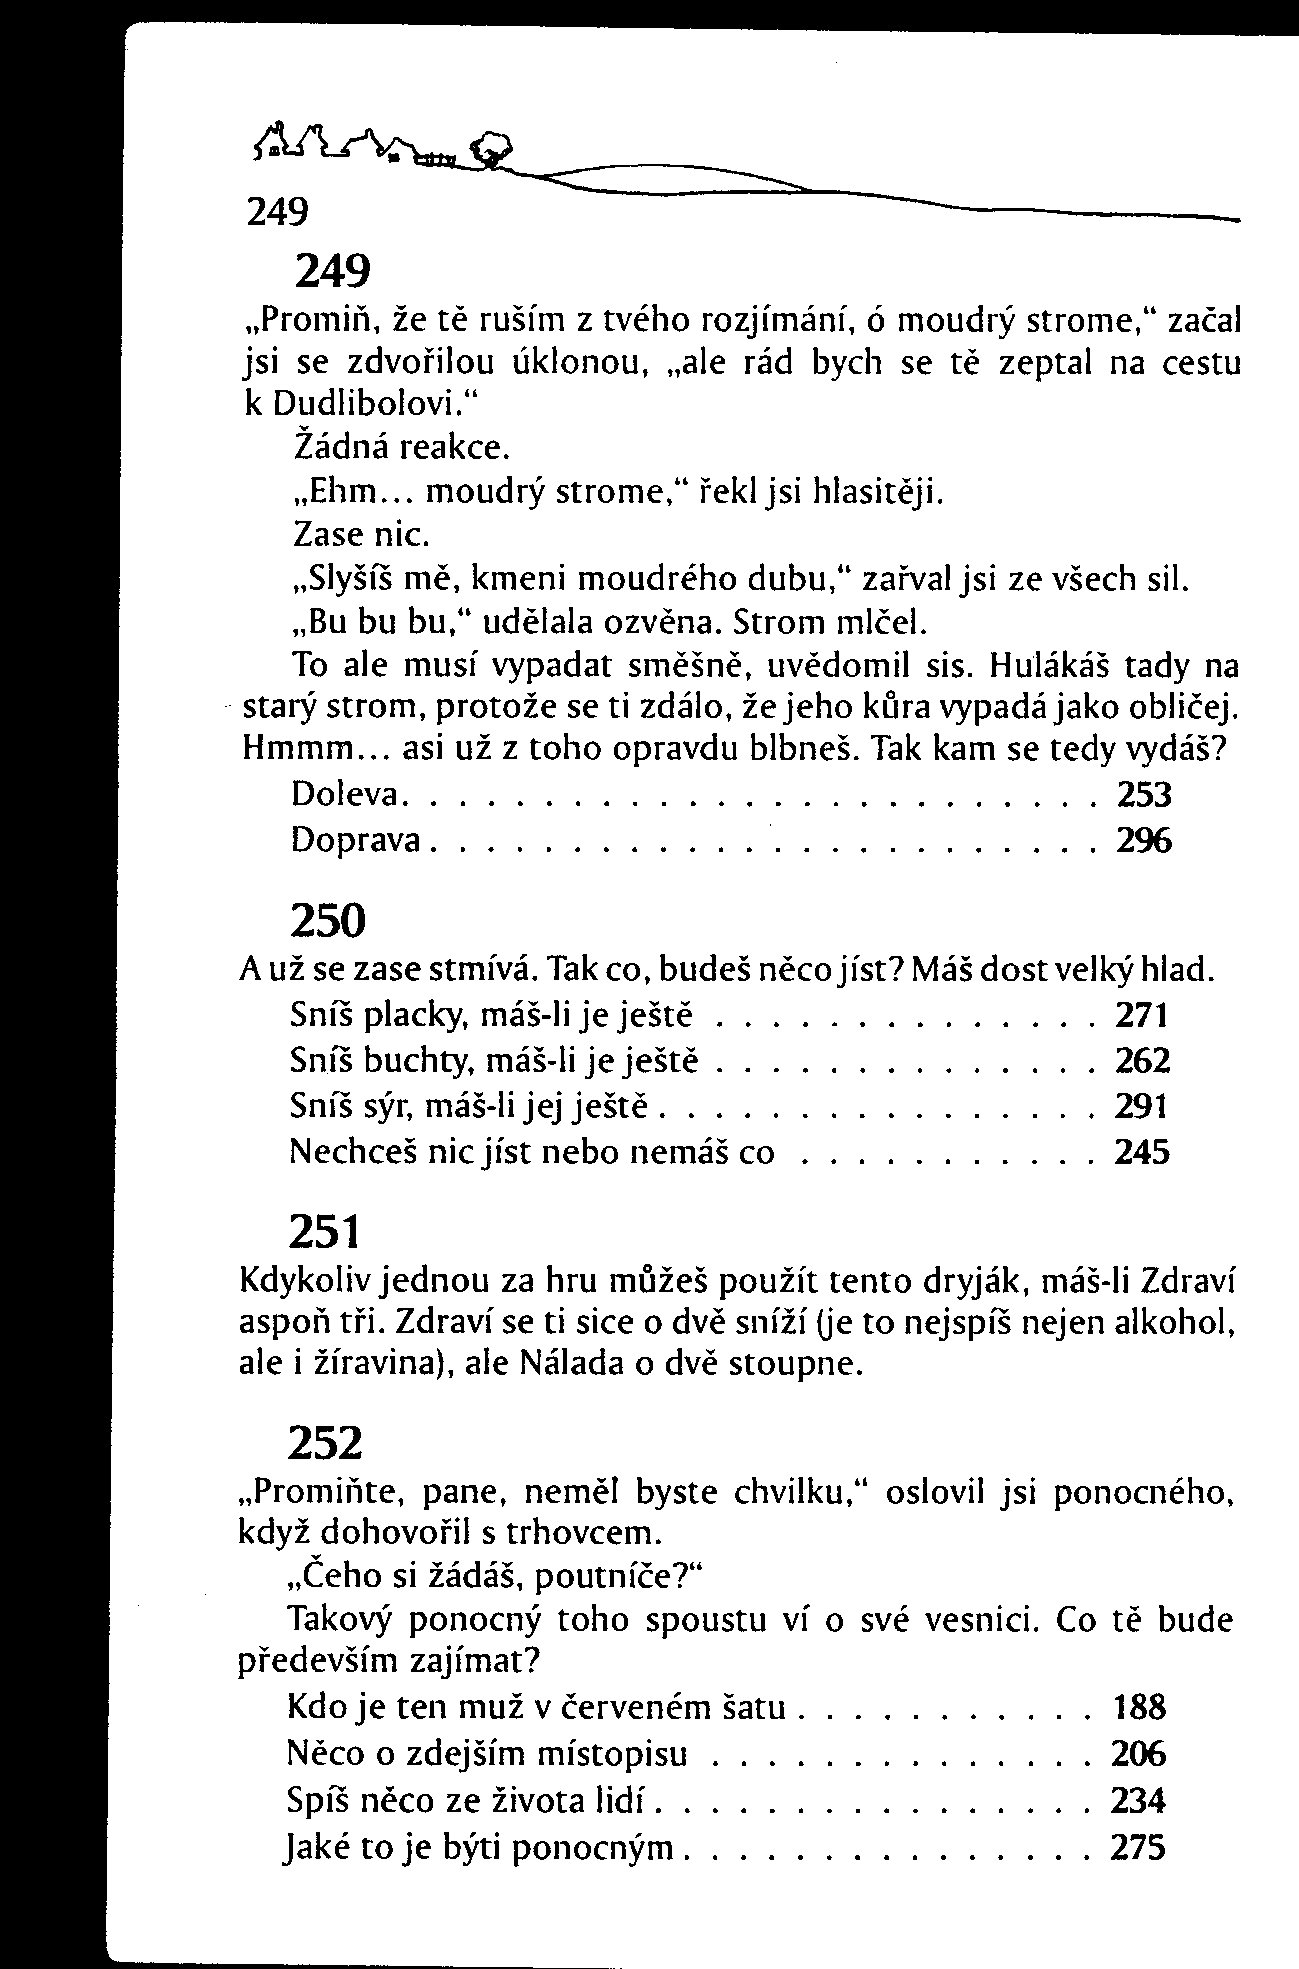 249
249
„Promiň, že tě ruším z tvého rozjímání, ó moudrý strome,“ začal
jsi se zdvořilou úklonou, „ale rád bych se tě zeptal na cestu
k Dudlibolovi.“
Žádná reakce.
„Ehm... moudrý strome,“ řekl jsi hlasitěji.
Zase nic.
„Slyšíš mě, kmeni moudrého dubu,“ zařval jsi ze všech sil.
„Bu bu bu,“ udělala ozvěna. Strom mlčel.
To ale musí vypadat směšně, uvědomil sis. Hulákáš tady na
starý strom, protože se ti zdálo, že jeho kůra vypadá jako obličej.
Hmmm... asi už z toho opravdu blbneš. Tak kam se tedy vydáš?
Doleva. . . . . . . . . . . . . . . . . . . . . . . . . 253
Doprava. . . . . . . . . . . . . . . . . . . . . . . . 296
250
A už se zase stmívá. Tak co, budeš něco jíst? Máš dost velký hlad.
Sníš placky, máš-li je ještě . . . . . . . . . . . . . . 271
Sníš buchty, máš-li je ještě . . . . . . . . . . . . . . 262
Sníš sýr, máš-li jej ještě. . . . . . . . . . . . . . . . 291
Nechceš nic jíst nebo nemáš co . . . . . . . . . . . 245
251
Kdykoliv jednou za hru můžeš použít tento dryják, máš-li Zdraví
aspoň tři. Zdraví se ti sice o dvě sníží (je to nejspíš nejen alkohol,
ale i žíravina), ale Nálada o dvě stoupne.
252
„Promiňte, pane, neměl byste chvilku,“ oslovil jsi ponocného,
když dohovořil s trhovcem.
„Čeho si žádáš, poutníče?“
Takový ponocný toho spoustu ví o své vesnici. Co tě bude
především zajímat?
Kdo je ten muž v červeném šatu . . . . . . . . . . . 188
Něco o zdejším místopisu . . . . . . . . . . . . . . 206
Spíš něco ze života lidí. . . . . . . . . . . . . . . . 234
Jaké to je býti ponocným. . . . . . . . . . . . . . . 275